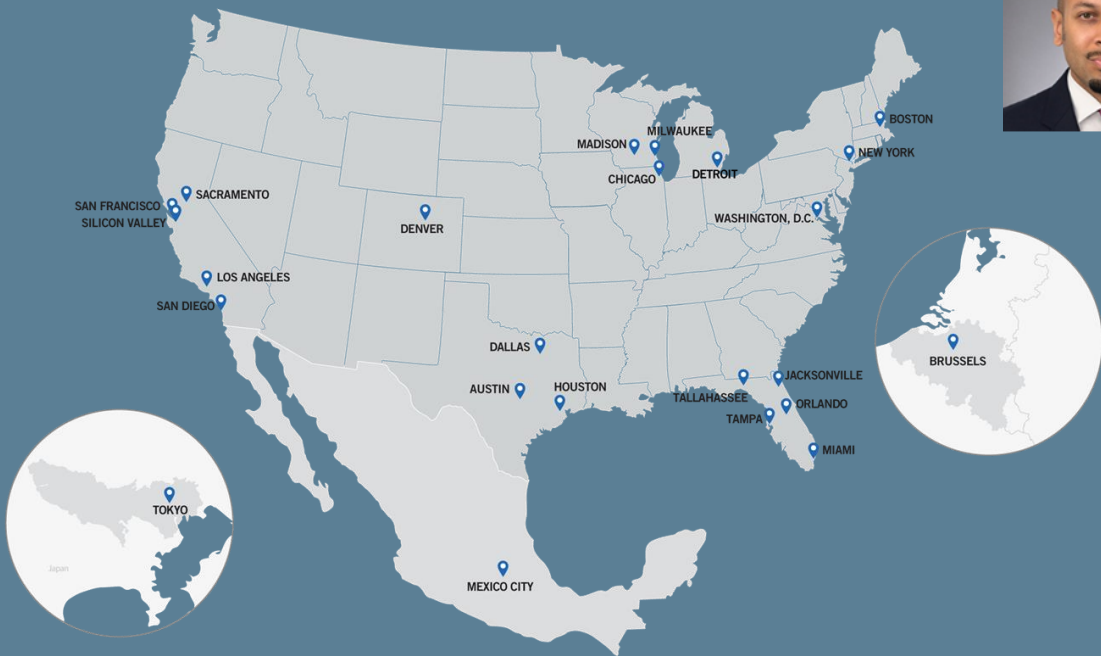 BOSTON
MILWAUKEE
MADISON
NEW YORK
CHICAGO
DETROIT
SACRAMENTO
SAN FRANCISCO
SILICON VALLEY
WASHINGTON, D.C.
DENVER
LOS ANGELES
SAN DIEGO
DALLAS
BRUSSELS
JACKSONVILLE
AUSTIN
HOUSTON
TALLAHASSEE
ORLANDO
TAMPA
MIAMI
TOKYO
Japan
MEXICO CITY